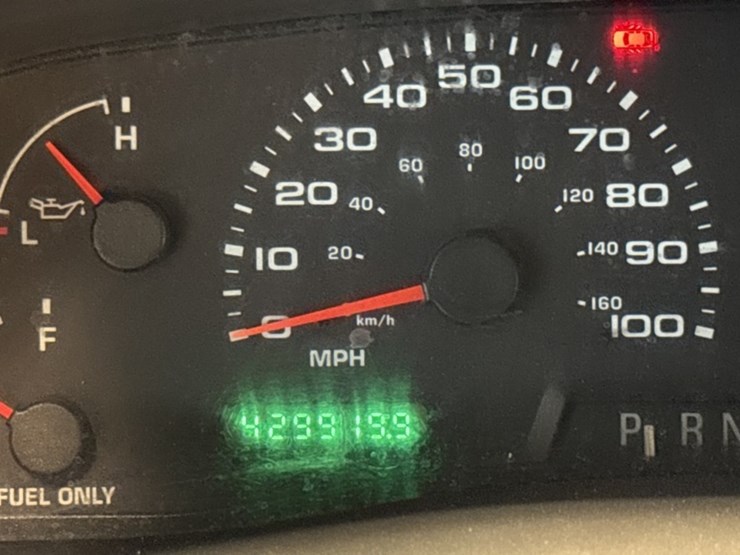 50
40 60
H 30 70
60 80 100
20 40 120 80
L 10 20 140 90
160
F 0 km/h 100
MPH
429919.9 P R N
FUEL ONLY